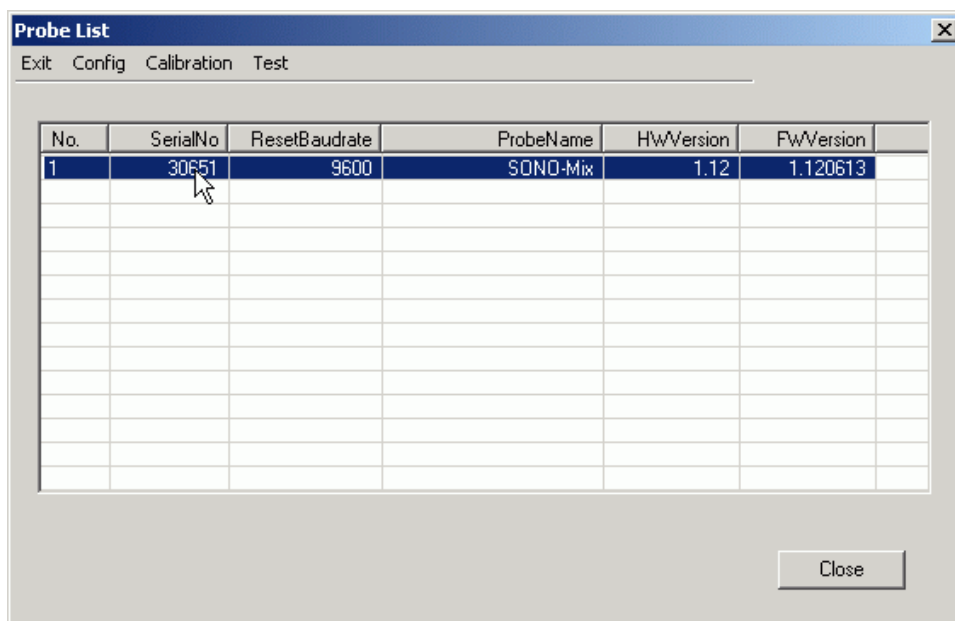 Probe List
Exit Config Calibration Test
No. SerialNo ResetBaudrate ProbeName HWVersion FWVersion
1 30651 9600 SONO-Mix 1.12 1.120613
Close